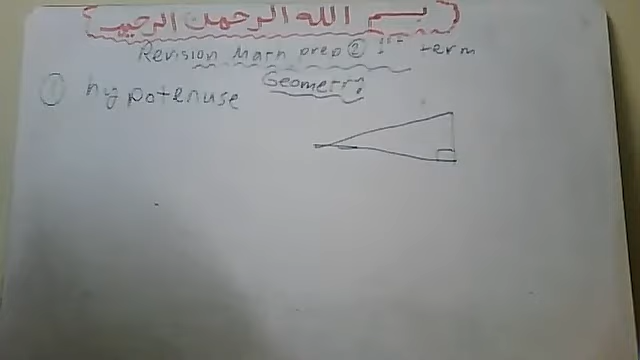 بسم الله الرحمن الرحيم
Revision Math prep ② 1st term
Geometry
① hypotenuse